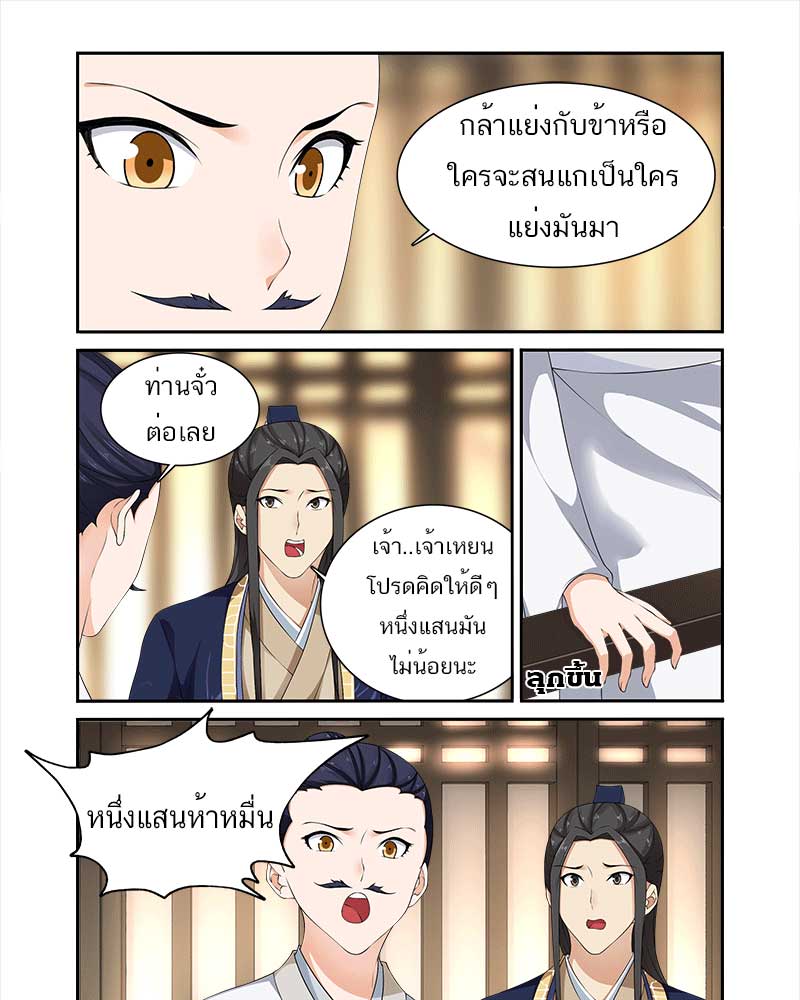 กล้าแย่งกับข้าหรือ
ใครจะสนแกเป็นใคร
แย่งมันมา
ท่านจั๋ว
ต่อเลย
เจ้า..เจ้าเหยน
โปรดคิดให้ดีๆ
หนึ่งแสนมัน
ไม่น้อยนะ
ลุกขึ้น
หนึ่งแสนห้าหมื่น